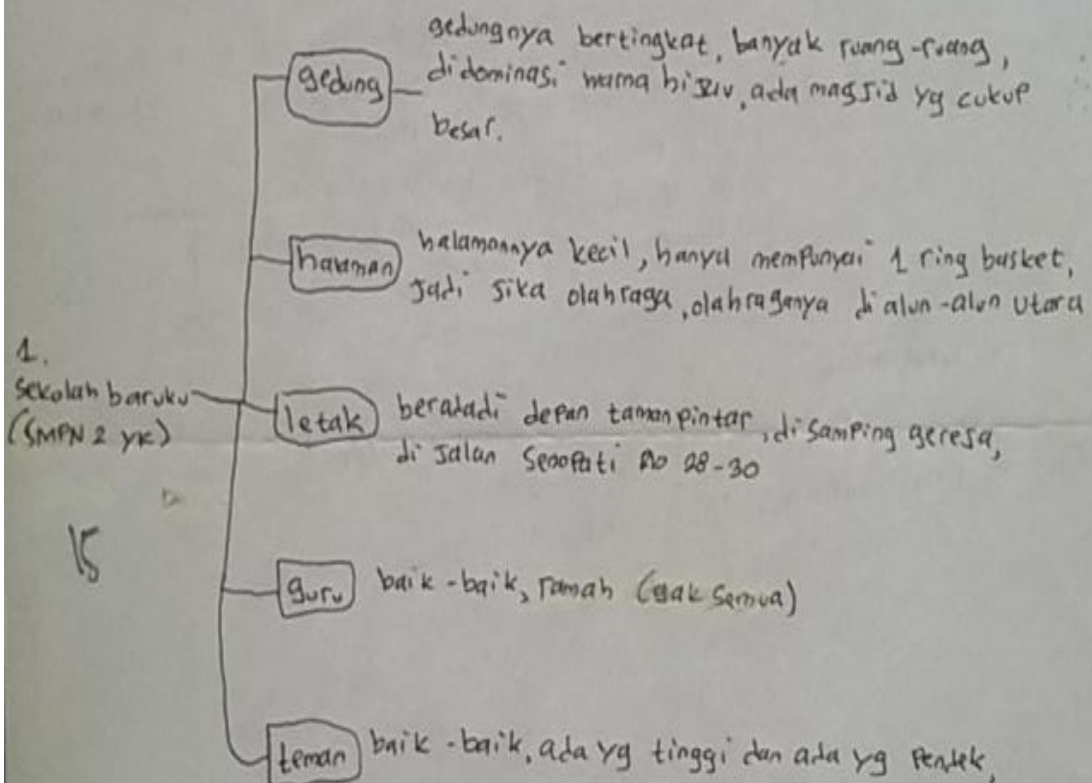 gedungnya bertingkat, banyak ruang-ruang,
gedung
didominasi warna hijau, ada masjid yg cukup
besar.
halaman
halamannya kecil, hanya mempunyai 1 ring basket,
jadi jika olahraga, olahraganya di alun-alun utara
1.
sekolah baruku
(SMPN 2 yk)
letak
berada di depan taman pintar, di samping gereja,
di jalan Senopati no 28-30
15
guru
baik-baik, ramah (gak semua)
teman
baik-baik, ada yg tinggi dan ada yg pendek